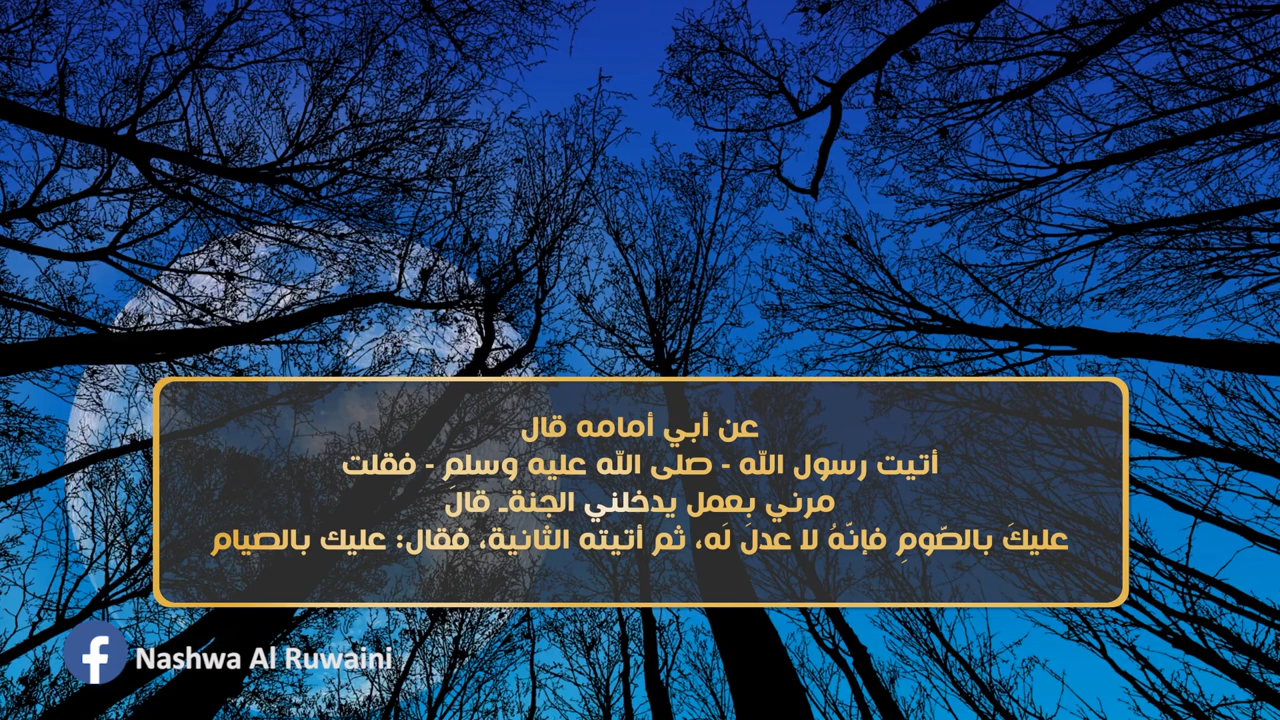 عن أبي أمامه قال
أتيت رسول الله - صلى الله عليه وسلم - فقلت
مرني بعمل يدخلني الجنةـ قال
عليكَ بالصّومِ فإنّهُ لا عدلَ لَه، ثم أتيته الثانية، فقال: عليك بالصيام
Nashwa Al Ruwaini